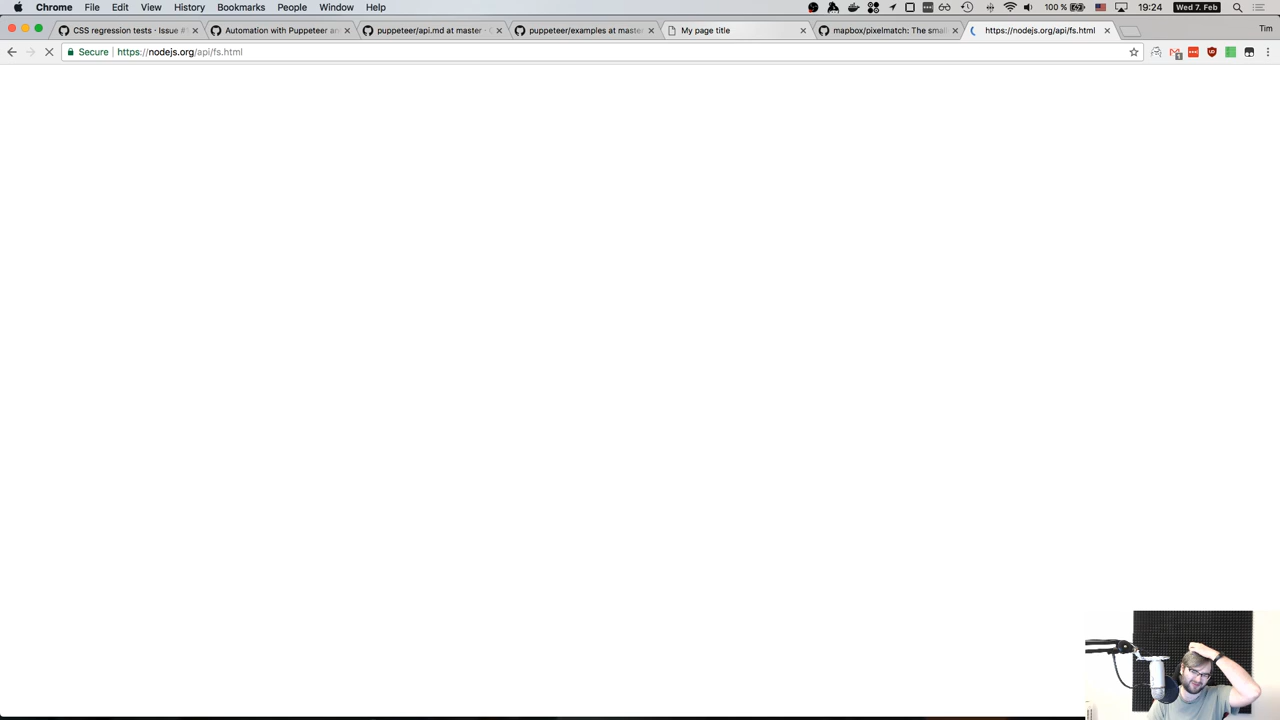 Chrome File Edit View History Bookmarks People Window Help 100 % Wed 7. Feb 19:24
CSS regression tests · Issue # Automation with Puppeteer an puppeteer/api.md at master · puppeteer/examples at maste My page title mapbox/pixelmatch: The small https://nodejs.org/api/fs.html Tim
Secure https://nodejs.org/api/fs.html